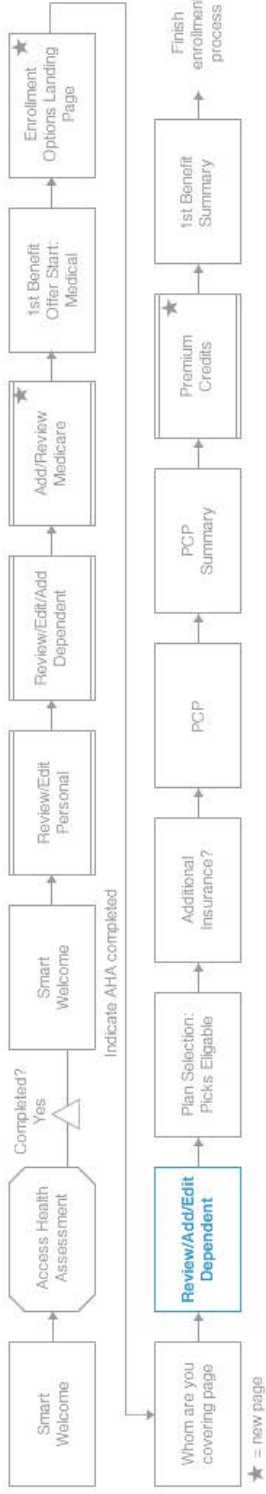 Smart
Welcome
Access Health
Assessment
Completed?
Yes
Smart
Welcome
Indicate AHA completed
Review/Edit
Personal
Review/Edit/Add
Dependent
Add/Review
Medicare
1st Benefit
Offer Start:
Medical
Enrollment
Options Landing
Page
Whom are you
covering page
Review/Add/Edit
Dependent
Plan Selection:
Picks Eligable
Additional
Insurance?
PCP
PCP
Summary
Premium
Credits
1st Benefit
Summary
Finish
enrollment
process
★ = new page